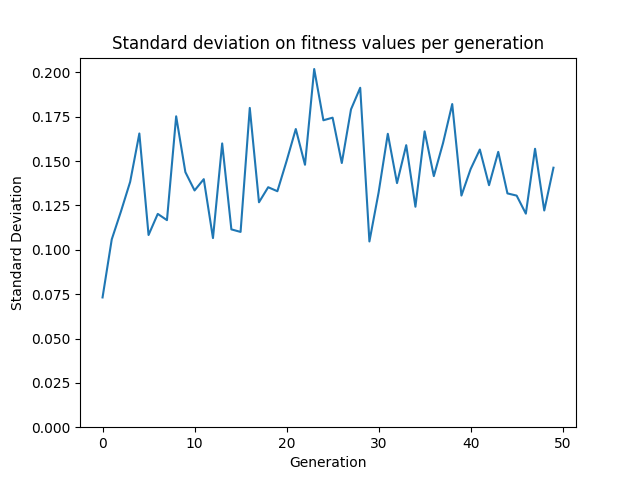 Standard deviation on fitness values per generation
0.200
0.175
0.150
0.125
0.100
0.075
0.050
0.025
0.000
Standard Deviation
0 10 20 30 40 50
Generation